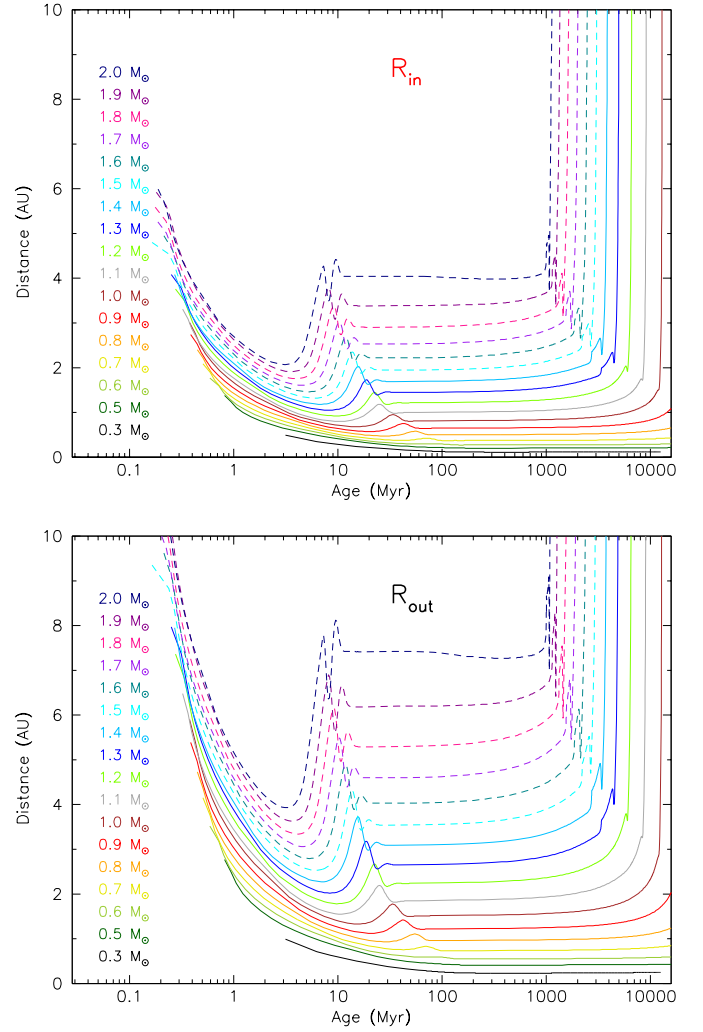 10
8
6
4
2
0
Distance (AU)
R_in
2.0 M☉
1.9 M☉
1.8 M☉
1.7 M☉
1.6 M☉
1.5 M☉
1.4 M☉
1.3 M☉
1.2 M☉
1.1 M☉
1.0 M☉
0.9 M☉
0.8 M☉
0.7 M☉
0.6 M☉
0.5 M☉
0.3 M☉
0.1 1 10 100 1000 10000
Age (Myr)
10
8
6
4
2
0
Distance (AU)
R_out
2.0 M☉
1.9 M☉
1.8 M☉
1.7 M☉
1.6 M☉
1.5 M☉
1.4 M☉
1.3 M☉
1.2 M☉
1.1 M☉
1.0 M☉
0.9 M☉
0.8 M☉
0.7 M☉
0.6 M☉
0.5 M☉
0.3 M☉
0.1 1 10 100 1000 10000
Age (Myr)